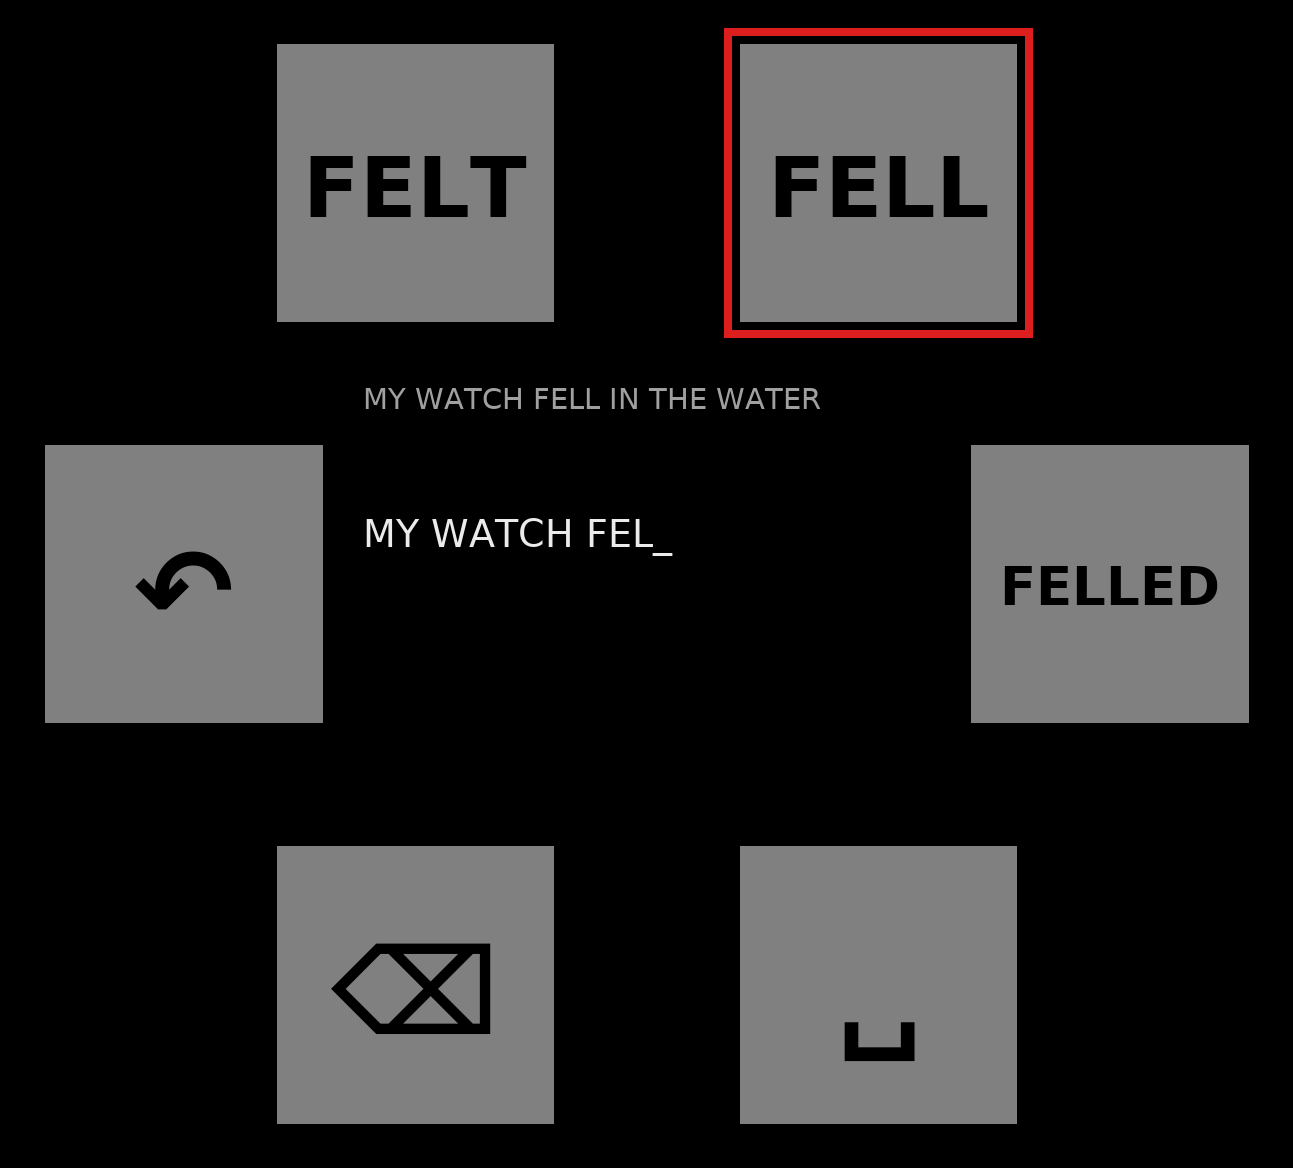 FELT
FELL
MY WATCH FELL IN THE WATER
↶
MY WATCH FEL_
FELLED
⌫
␣